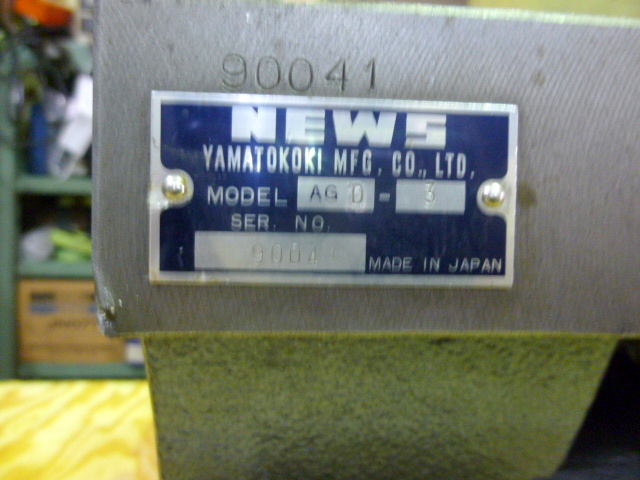 90041
NEWS
YAMATOKOKI MFG. CO., LTD.
MODEL AG D - 3
SER. NO.
90041
MADE IN JAPAN